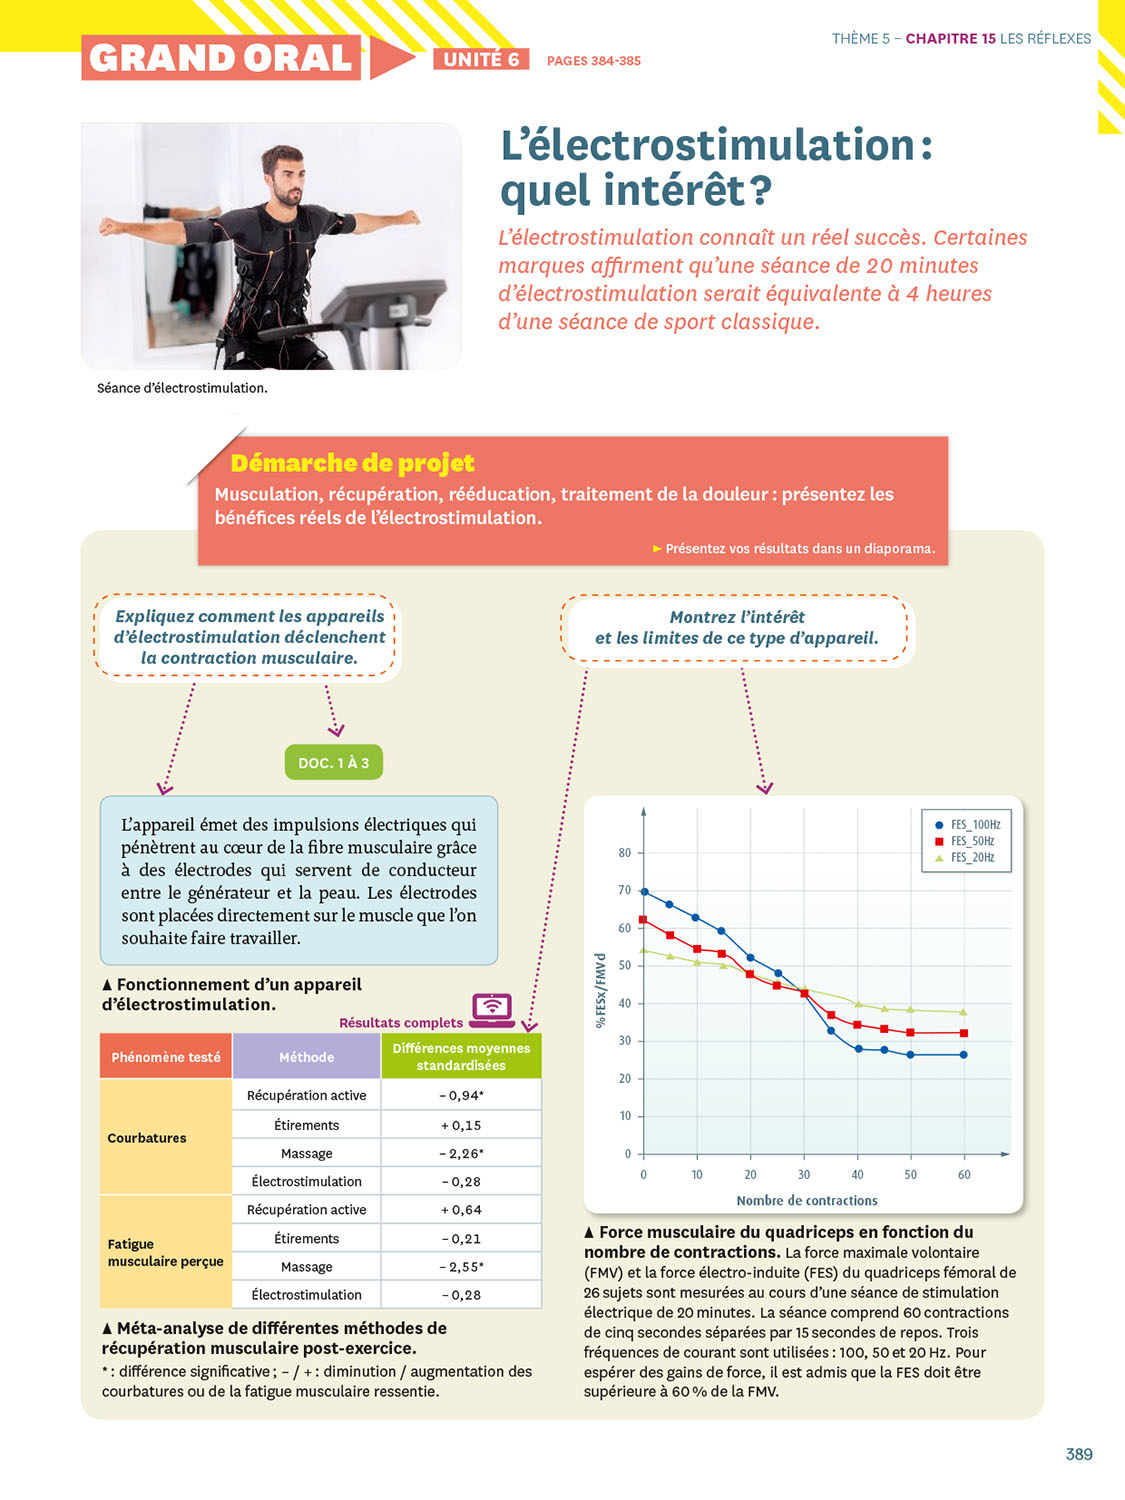 GRAND ORAL
UNITÉ 6
PAGES 384-385
THÈME 5 – CHAPITRE 15 LES RÉFLEXES
L'électrostimulation :
quel intérêt ?
L'électrostimulation connaît un réel succès. Certaines
marques affirment qu'une séance de 20 minutes
d'électrostimulation serait équivalente à 4 heures
d'une séance de sport classique.
Séance d'électrostimulation.
Démarche de projet
Musculation, récupération, rééducation, traitement de la douleur : présentez les
bénéfices réels de l'électrostimulation.
► Présentez vos résultats dans un diaporama.
Expliquez comment les appareils
d'électrostimulation déclenchent
la contraction musculaire.
Montrez l'intérêt
et les limites de ce type d'appareil.
DOC. 1 À 3
L'appareil émet des impulsions électriques qui
pénètrent au cœur de la fibre musculaire grâce
à des électrodes qui servent de conducteur
entre le générateur et la peau. Les électrodes
sont placées directement sur le muscle que l'on
souhaite faire travailler.
▲ Fonctionnement d'un appareil
d'électrostimulation.
Résultats complets
Phénomène testé
Méthode
Différences moyennes
standardisées
Courbatures
Récupération active
– 0,94*
Étirements
+ 0,15
Massage
– 2,26*
Électrostimulation
– 0,28
Fatigue
musculaire perçue
Récupération active
+ 0,64
Étirements
– 0,21
Massage
– 2,55*
Électrostimulation
– 0,28
▲ Méta-analyse de différentes méthodes de
récupération musculaire post-exercice.
* : différence significative ; – / + : diminution / augmentation des
courbatures ou de la fatigue musculaire ressentie.
FES_100Hz
FES_50Hz
FES_20Hz
% FESx/FMVd
80
70
60
50
40
30
20
10
0
0 10 20 30 40 50 60
Nombre de contractions
▲ Force musculaire du quadriceps en fonction du
nombre de contractions. La force maximale volontaire
(FMV) et la force électro-induite (FES) du quadriceps fémoral de
26 sujets sont mesurées au cours d'une séance de stimulation
électrique de 20 minutes. La séance comprend 60 contractions
de cinq secondes séparées par 15 secondes de repos. Trois
fréquences de courant sont utilisées : 100, 50 et 20 Hz. Pour
espérer des gains de force, il est admis que la FES doit être
supérieure à 60 % de la FMV.
389